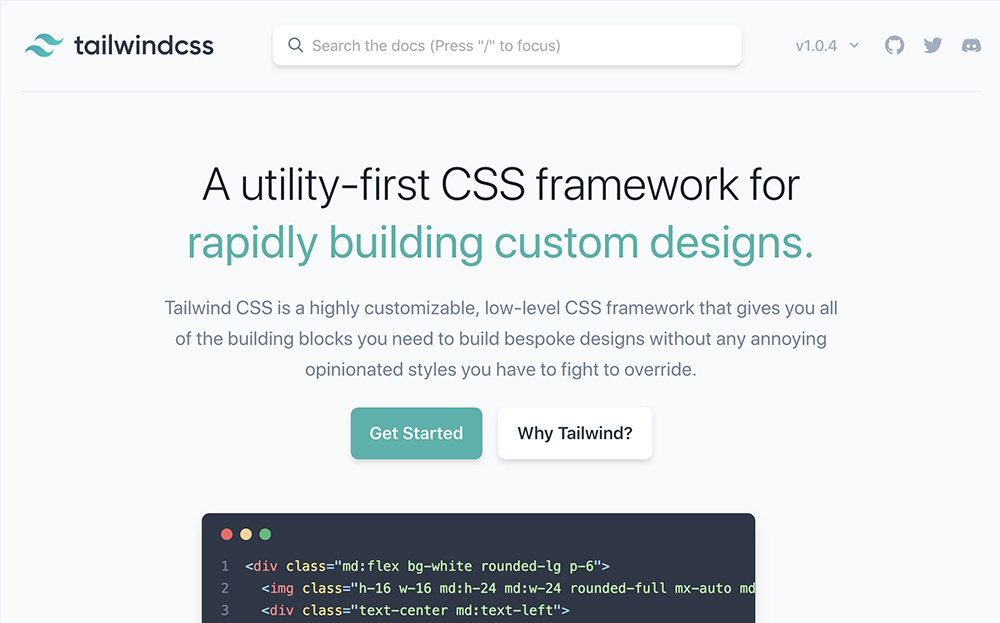 tailwindcss
Search the docs (Press "/" to focus)
v1.0.4
A utility-first CSS framework for
rapidly building custom designs.
Tailwind CSS is a highly customizable, low-level CSS framework that gives you all
of the building blocks you need to build bespoke designs without any annoying
opinionated styles you have to fight to override.
Get Started
Why Tailwind?
1 <div class="md:flex bg-white rounded-lg p-6">
2 <img class="h-16 w-16 md:h-24 md:w-24 rounded-full mx-auto md
3 <div class="text-center md:text-left">